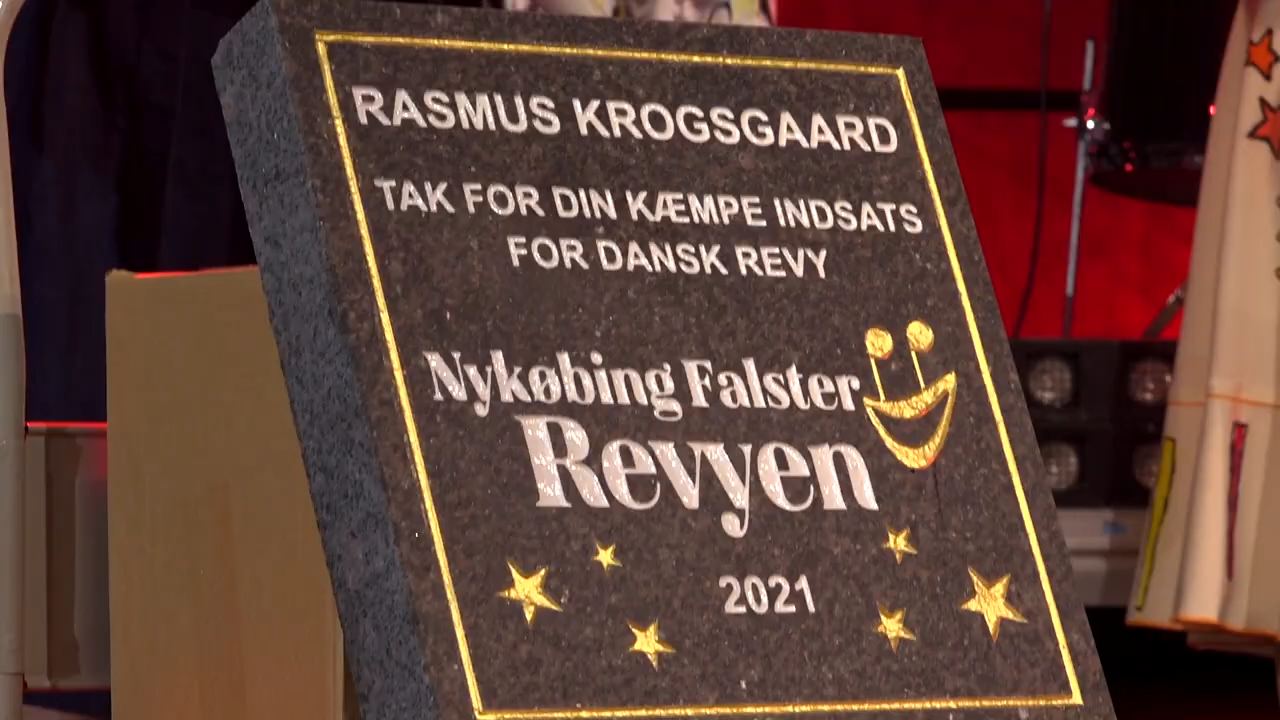 RASMUS KROGSGAARD
TAK FOR DIN KÆMPE INDSATS
FOR DANSK REVY
Nykøbing Falster
Revyen
2021